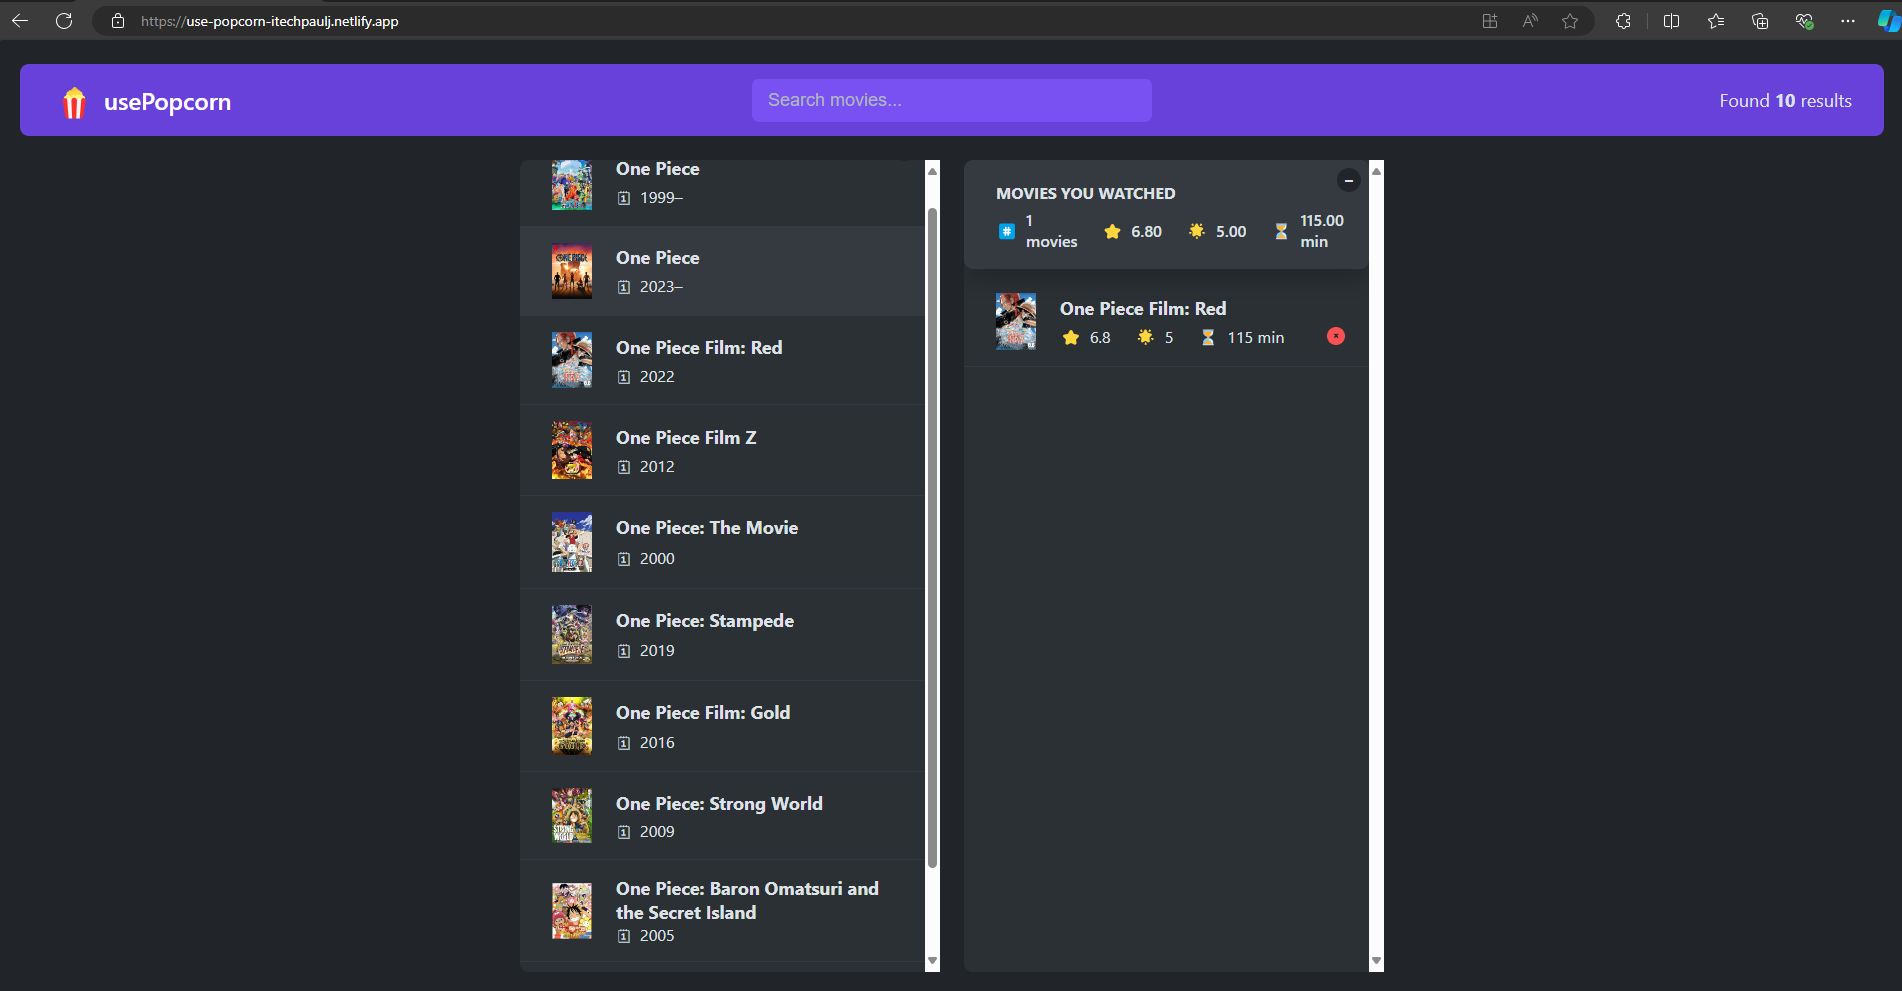 https://use-popcorn-itechpaulj.netlify.app
usePopcorn
Search movies...
Found 10 results
One Piece
1999–
One Piece
2023–
One Piece Film: Red
2022
One Piece Film Z
2012
One Piece: The Movie
2000
One Piece: Stampede
2019
One Piece Film: Gold
2016
One Piece: Strong World
2009
One Piece: Baron Omatsuri and
the Secret Island
2005
MOVIES YOU WATCHED
1
movies
6.80
5.00
115.00
min
One Piece Film: Red
6.8 5 115 min